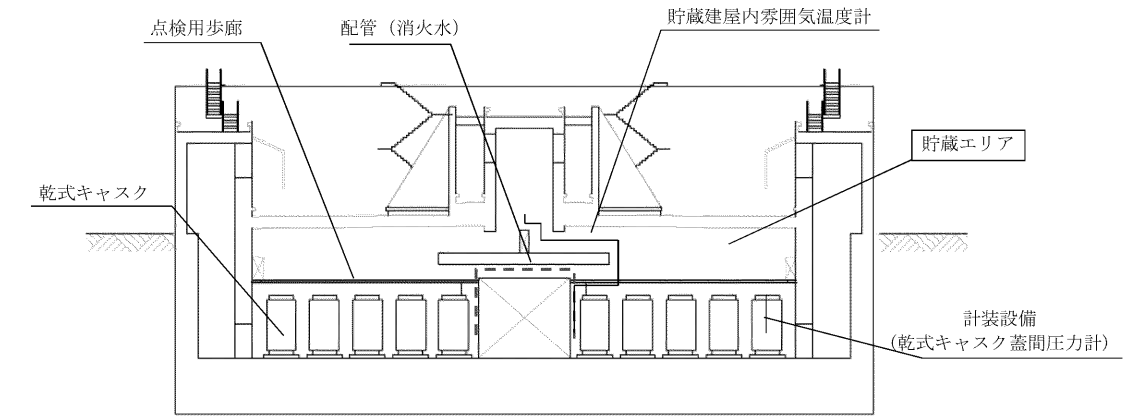 点検用歩廊
配管（消火水）
貯蔵建屋内雰囲気温度計
貯蔵エリア
乾式キャスク
計装設備
（乾式キャスク蓋間圧力計）